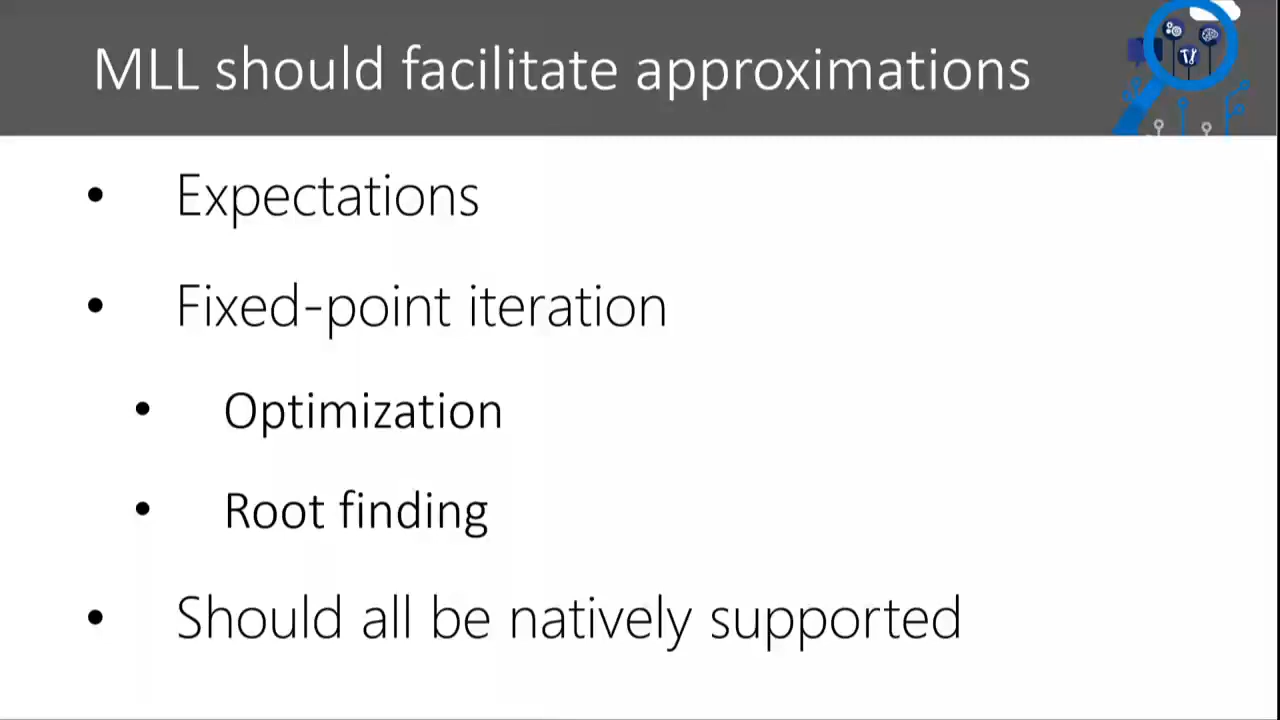 MLL should facilitate approximations
• Expectations
• Fixed-point iteration
• Optimization
• Root finding
• Should all be natively supported